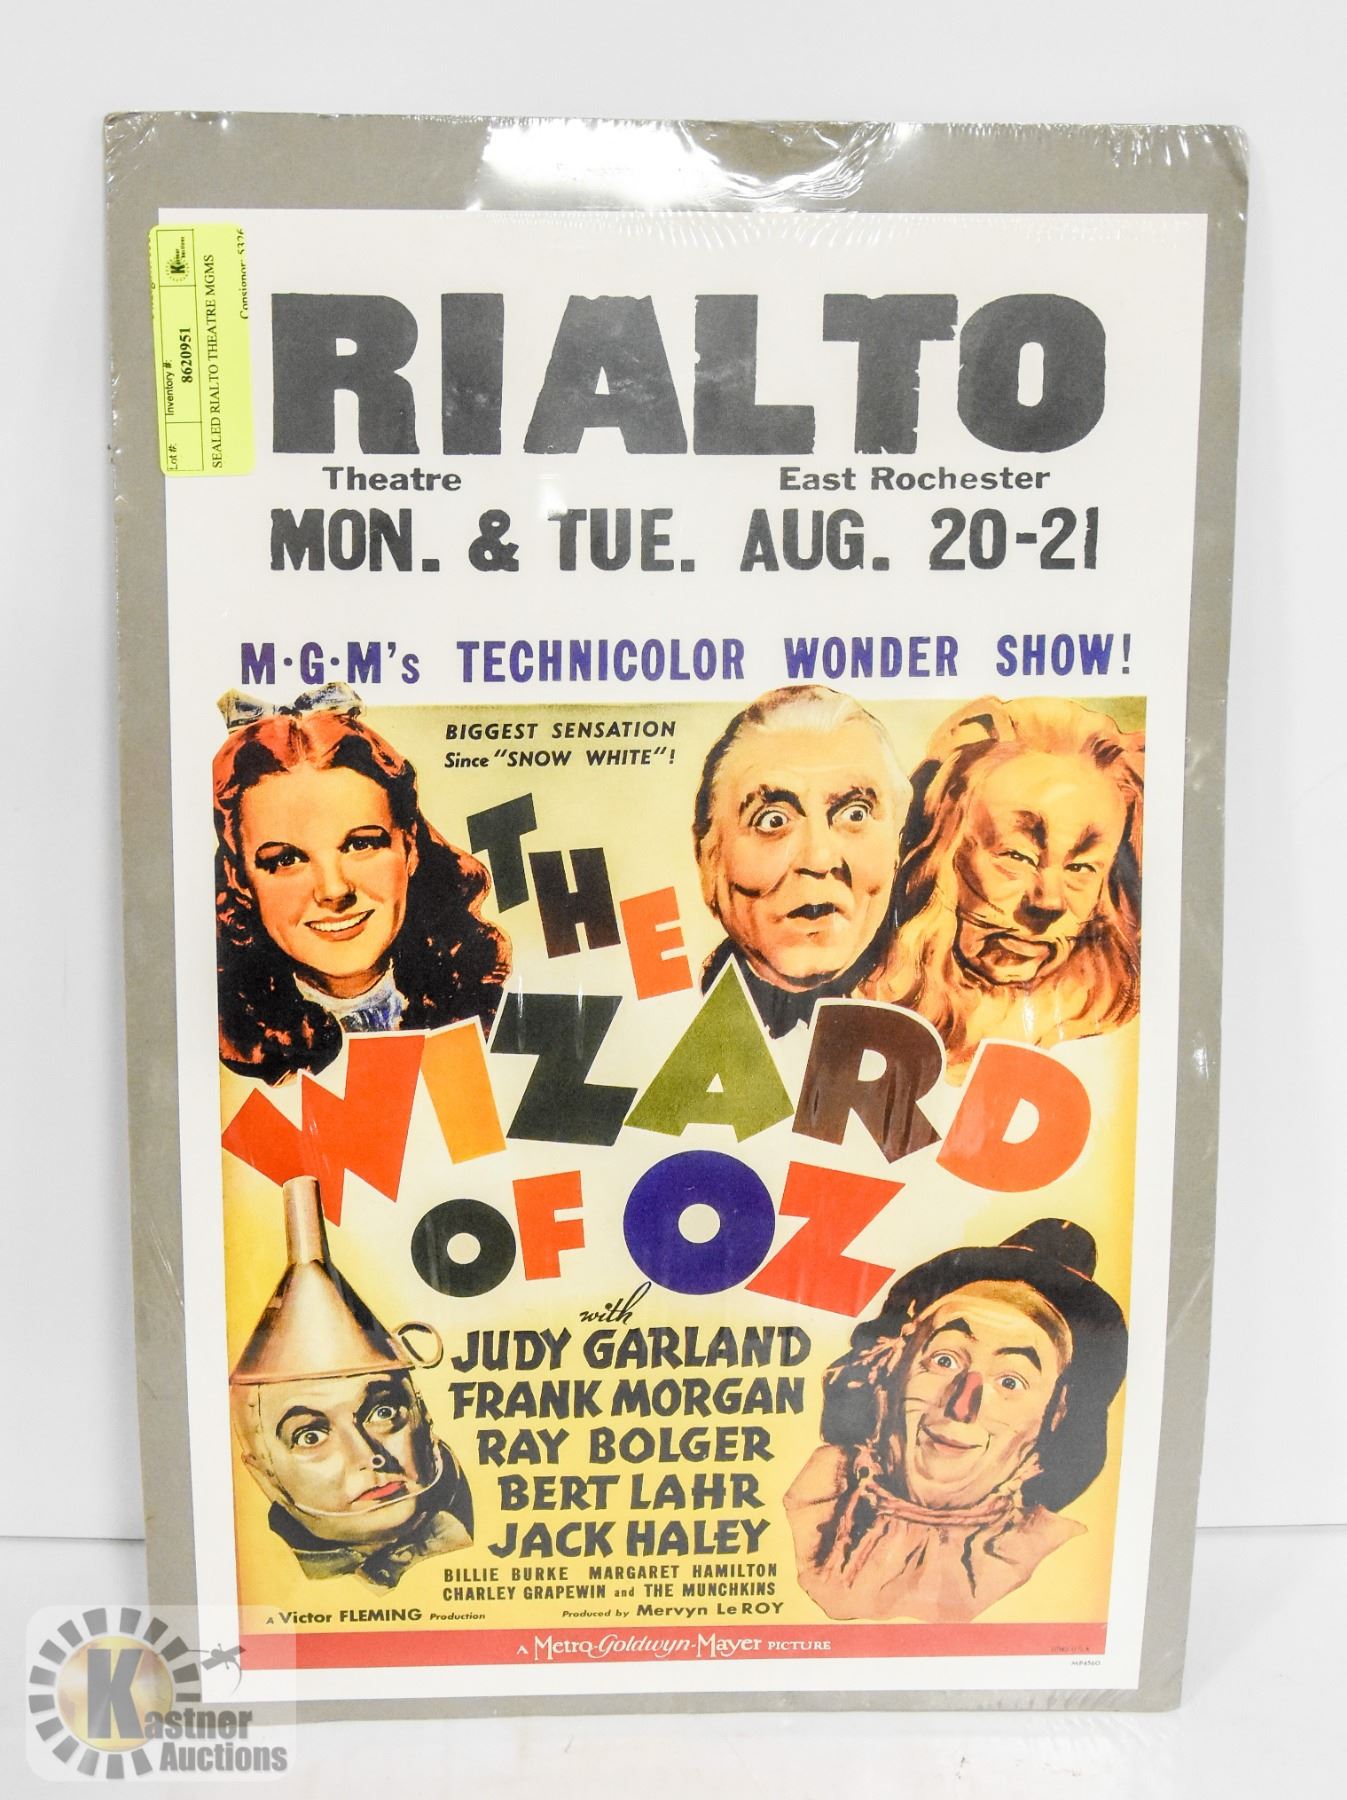 Lot #:
Inventory #:
8620951
SEALED RIALTO THEATRE MGMS
Consignor: 5326
RIALTO
Theatre East Rochester
MON. & TUE. AUG. 20-21
M·G·M's TECHNICOLOR WONDER SHOW!
BIGGEST SENSATION
Since "SNOW WHITE"!
THE
WIZARD
OF OZ
with
JUDY GARLAND
FRANK MORGAN
RAY BOLGER
BERT LAHR
JACK HALEY
BILLIE BURKE MARGARET HAMILTON
CHARLEY GRAPEWIN and THE MUNCHKINS
A Victor FLEMING Production Produced by Mervyn LeROY
A Metro-Goldwyn-Mayer PICTURE
MP4560
Kastner
Auctions